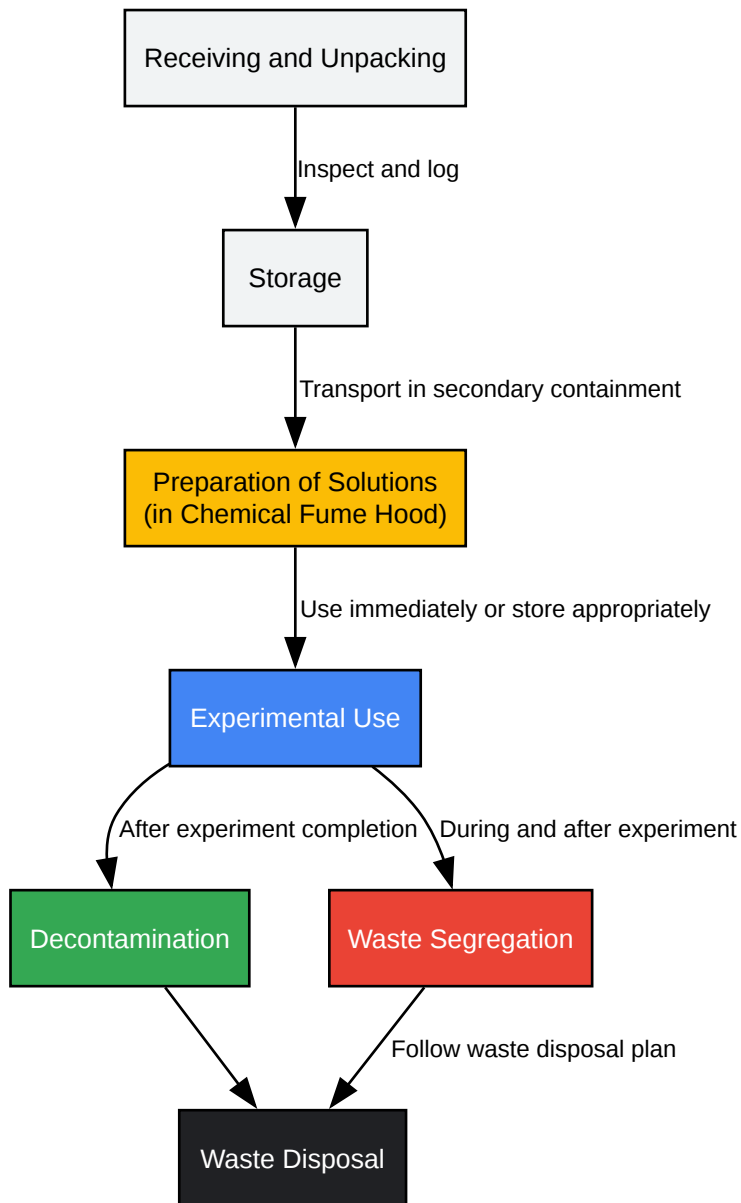 Receiving and Unpacking
Inspect and log
Storage
Transport in secondary containment
Preparation of Solutions
(in Chemical Fume Hood)
Use immediately or store appropriately
Experimental Use
After experiment completion
During and after experiment
Decontamination
Waste Segregation
Follow waste disposal plan
Waste Disposal